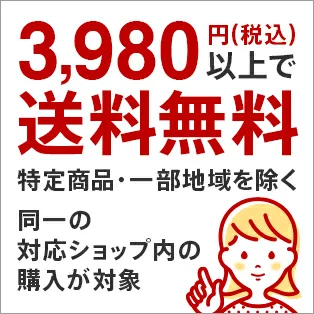 3,980円(税込)以上で
送料無料
特定商品・一部地域を除く
同一の
対応ショップ内の
購入が対象